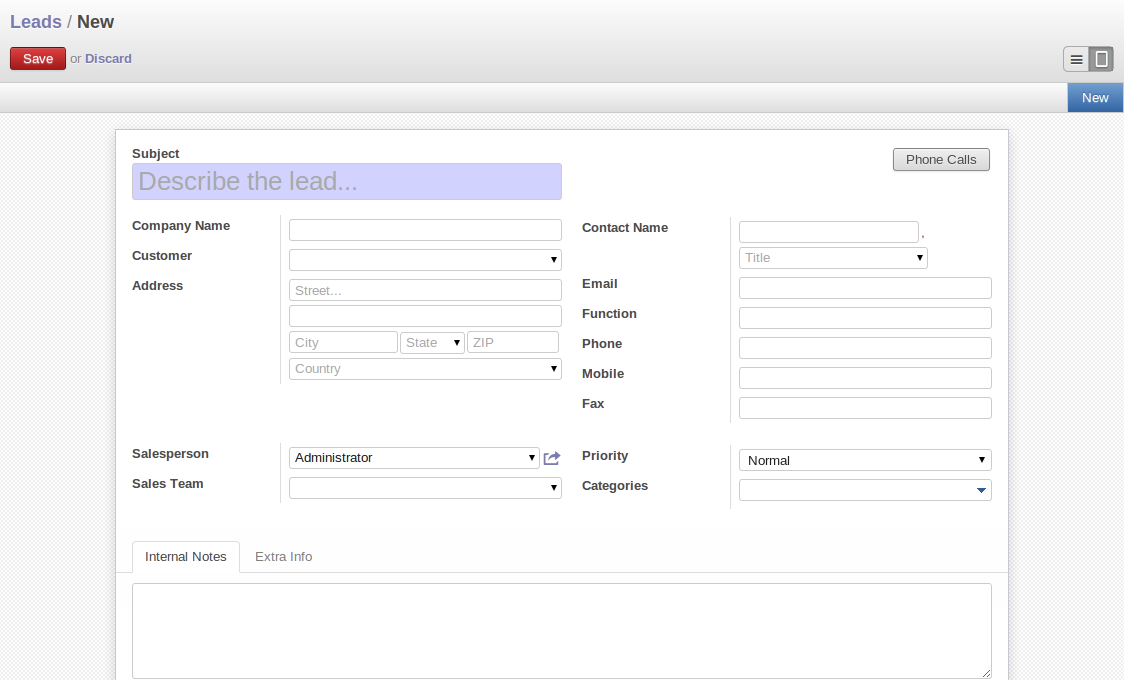 Leads / New
Save or Discard
New
Subject
Phone Calls
Describe the lead...
Company Name
Customer
Address
Street...
City State ZIP
Country
Contact Name
,
Title
Email
Function
Phone
Mobile
Fax
Salesperson Administrator
Sales Team
Priority Normal
Categories
Internal Notes Extra Info